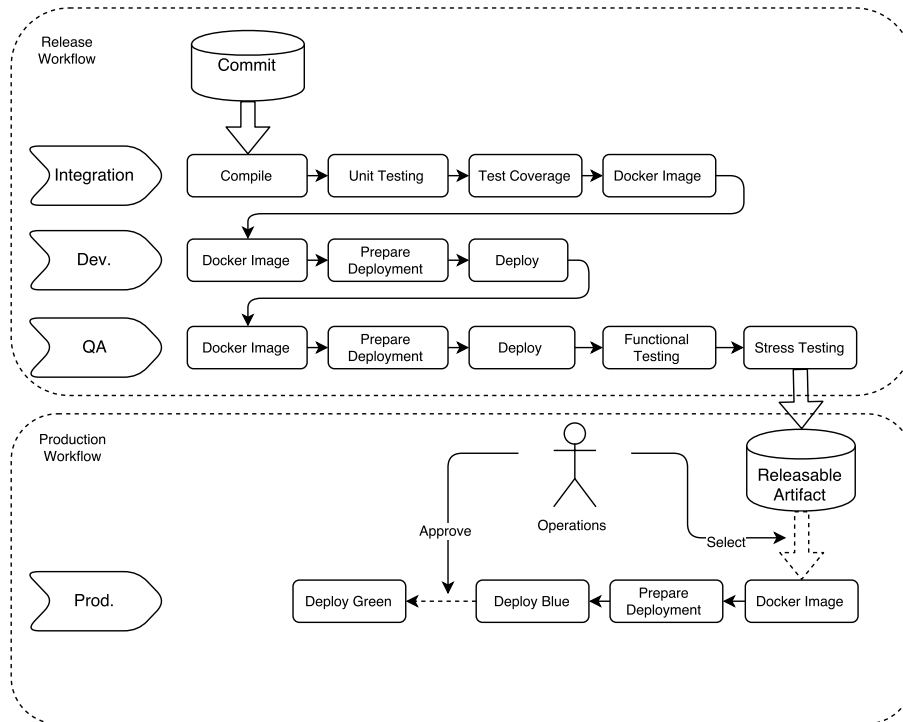 Release
Workflow
Commit
Integration
Compile
Unit Testing
Test Coverage
Docker Image
Dev.
Docker Image
Prepare
Deployment
Deploy
QA
Docker Image
Prepare
Deployment
Deploy
Functional
Testing
Stress Testing
Production
Workflow
Releasable
Artifact
Operations
Approve
Select
Prod.
Deploy Green
Deploy Blue
Prepare
Deployment
Docker Image